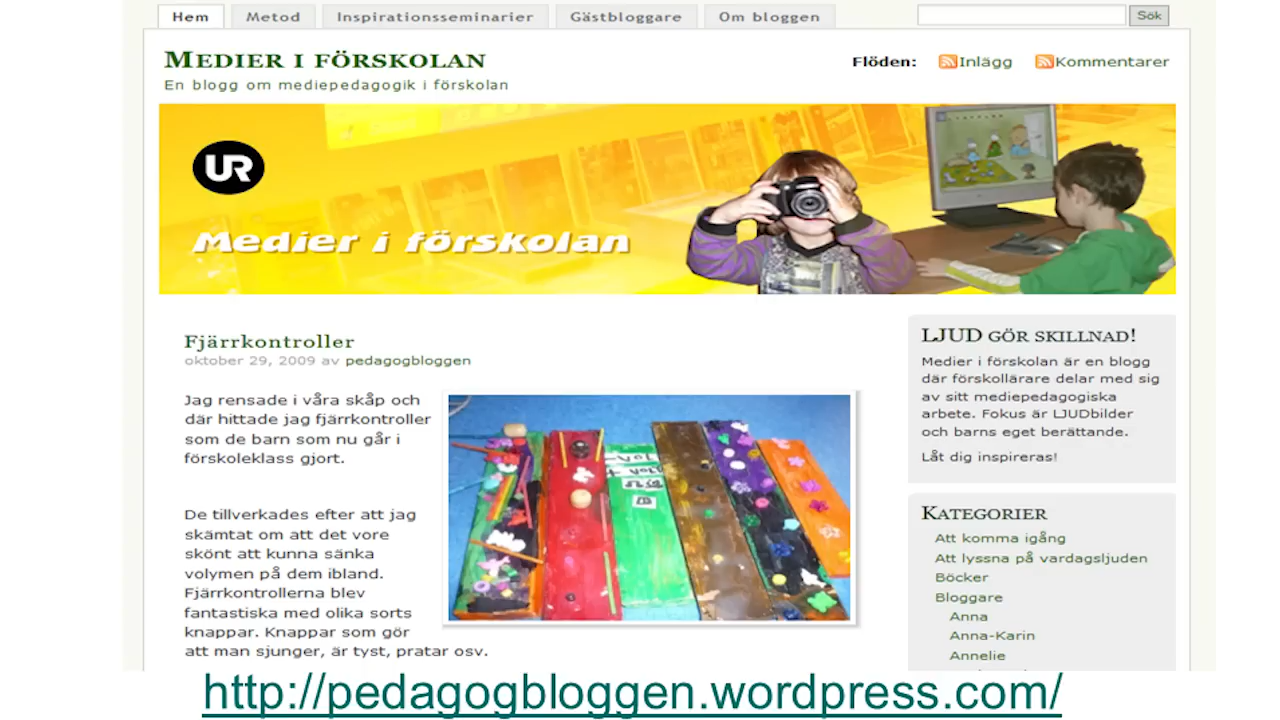 Hem Metod Inspirationsseminarier Gästbloggare Om bloggen Sök
Medier i förskolan
En blogg om mediepedagogik i förskolan
Flöden: Inlägg Kommentarer
UR
Medier i förskolan
Fjärrkontroller
oktober 29, 2009 av pedagogbloggen
Jag rensade i våra skåp och
där hittade jag fjärrkontroller
som de barn som nu går i
förskoleklass gjort.
De tillverkades efter att jag
skämtat om att det vore
skönt att kunna sänka
volymen på dem ibland.
Fjärrkontrollerna blev
fantastiska med olika sorts
knappar. Knappar som gör
att man sjunger, är tyst, pratar osv.
LJUD gör skillnad!
Medier i förskolan är en blogg
där förskollärare delar med sig
av sitt mediepedagogiska
arbete. Fokus är LJUDbilder
och barns eget berättande.
Låt dig inspireras!
Kategorier
Att komma igång
Att lyssna på vardagsljuden
Böcker
Bloggare
Anna
Anna-Karin
Annelie
http://pedagogbloggen.wordpress.com/